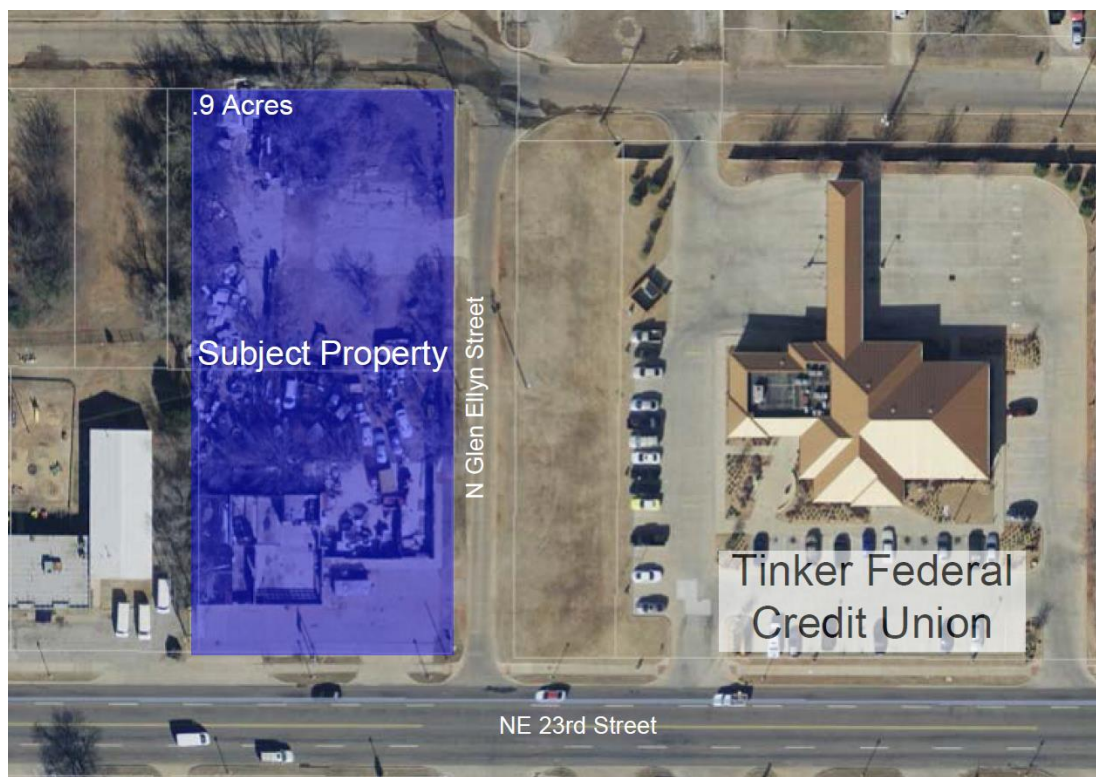 .9 Acres
Subject Property
N Glen Ellyn Street
Tinker Federal
Credit Union
NE 23rd Street